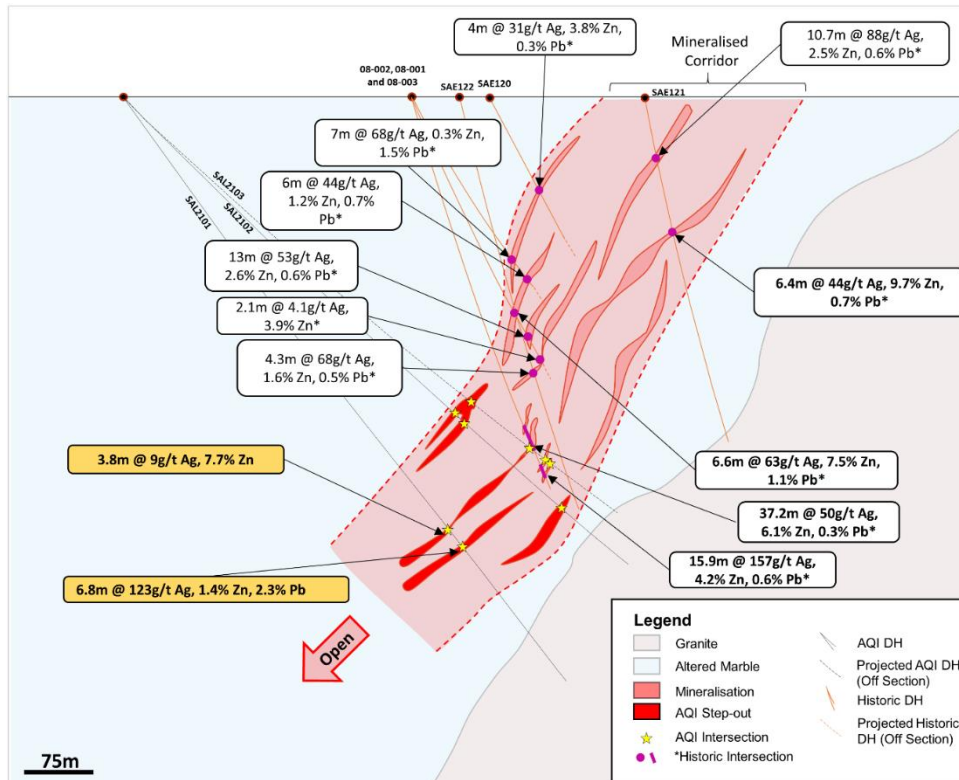 4m @ 31g/t Ag, 3.8% Zn,
0.3% Pb*
Mineralised
Corridor
10.7m @ 88g/t Ag,
2.5% Zn, 0.6% Pb*
08-002, 08-001
and 08-003
SAE122
SAE120
SAE121
7m @ 68g/t Ag, 0.3% Zn,
1.5% Pb*
6m @ 44g/t Ag,
1.2% Zn, 0.7%
Pb*
SAL2103
SAL2102
SAL2101
13m @ 53g/t Ag,
2.6% Zn, 0.6% Pb*
2.1m @ 4.1g/t Ag,
3.9% Zn*
4.3m @ 68g/t Ag,
1.6% Zn, 0.5% Pb*
6.4m @ 44g/t Ag, 9.7% Zn,
0.7% Pb*
3.8m @ 9g/t Ag, 7.7% Zn
6.6m @ 63g/t Ag, 7.5% Zn,
1.1% Pb*
37.2m @ 50g/t Ag,
6.1% Zn, 0.3% Pb*
15.9m @ 157g/t Ag,
4.2% Zn, 0.6% Pb*
6.8m @ 123g/t Ag, 1.4% Zn, 2.3% Pb
Open
75m
Legend
Granite
Altered Marble
Mineralisation
AQI Step-out
AQI Intersection
*Historic Intersection
AQI DH
Projected AQI DH
(Off Section)
Historic DH
Projected Historic
DH (Off Section)